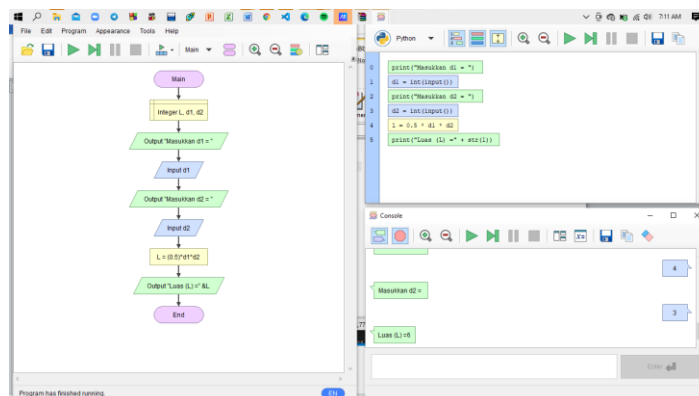 File Edit Program Appearance Tools Help
Main
Main
Integer L, d1, d2
Output "Masukkan d1 = "
Input d1
Output "Masukkan d2 = "
Input d2
L = (0.5)*d1*d2
Output "Luas (L) =" &L
End
Program has finished running.
EN
7:11 AM
Python
0 print("Masukkan d1 = ")
1 d1 = int(input())
2 print("Masukkan d2 = ")
3 d2 = int(input())
4 l = 0.5 * d1 * d2
5 print("Luas (L) =" + str(l))
Console
4
Masukkan d2 =
3
Luas (L) =6
Enter